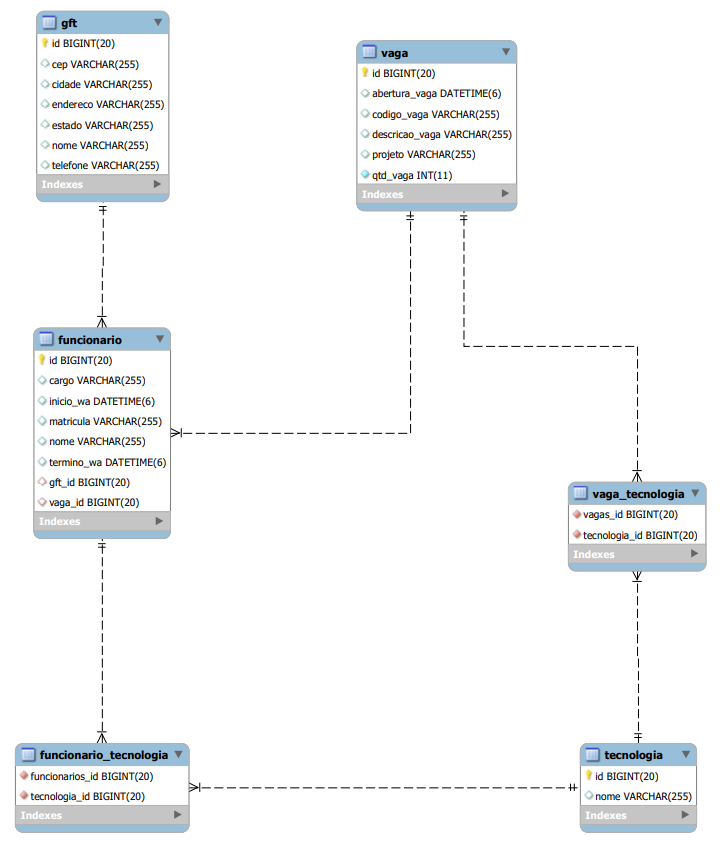 gft
id BIGINT(20)
cep VARCHAR(255)
cidade VARCHAR(255)
endereco VARCHAR(255)
estado VARCHAR(255)
nome VARCHAR(255)
telefone VARCHAR(255)
Indexes
vaga
id BIGINT(20)
abertura_vaga DATETIME(6)
codigo_vaga VARCHAR(255)
descricao_vaga VARCHAR(255)
projeto VARCHAR(255)
qtd_vaga INT(11)
Indexes
funcionario
id BIGINT(20)
cargo VARCHAR(255)
inicio_wa DATETIME(6)
matricula VARCHAR(255)
nome VARCHAR(255)
termino_wa DATETIME(6)
gft_id BIGINT(20)
vaga_id BIGINT(20)
Indexes
vaga_tecnologia
vagas_id BIGINT(20)
tecnologia_id BIGINT(20)
Indexes
funcionario_tecnologia
funcionarios_id BIGINT(20)
tecnologia_id BIGINT(20)
Indexes
tecnologia
id BIGINT(20)
nome VARCHAR(255)
Indexes